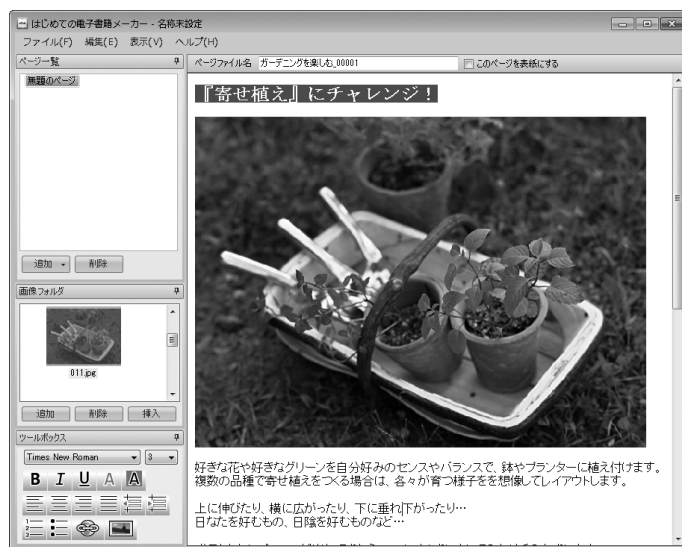 はじめての電子書籍メーカー - 名称未設定
ファイル(F) 編集(E) 表示(V) ヘルプ(H)
ページ一覧
ページファイル名 ガーデニングを楽しむ_00001 このページを表紙にする
無題のページ
『寄せ植え』にチャレンジ！
追加 削除
画像フォルダ
011.jpg
追加 削除 挿入
ツールボックス
Times New Roman 3
B I U A A
好きな花や好きなグリーンを自分好みのセンスやバランスで、鉢やプランターに植え付けます。
複数の品種で寄せ植えをつくる場合は、各々が育つ様子をを想像してレイアウトします。
上に伸びたり、横に広がったり、下に垂れ下がったり…
日なたを好むもの、日陰を好むものなど…